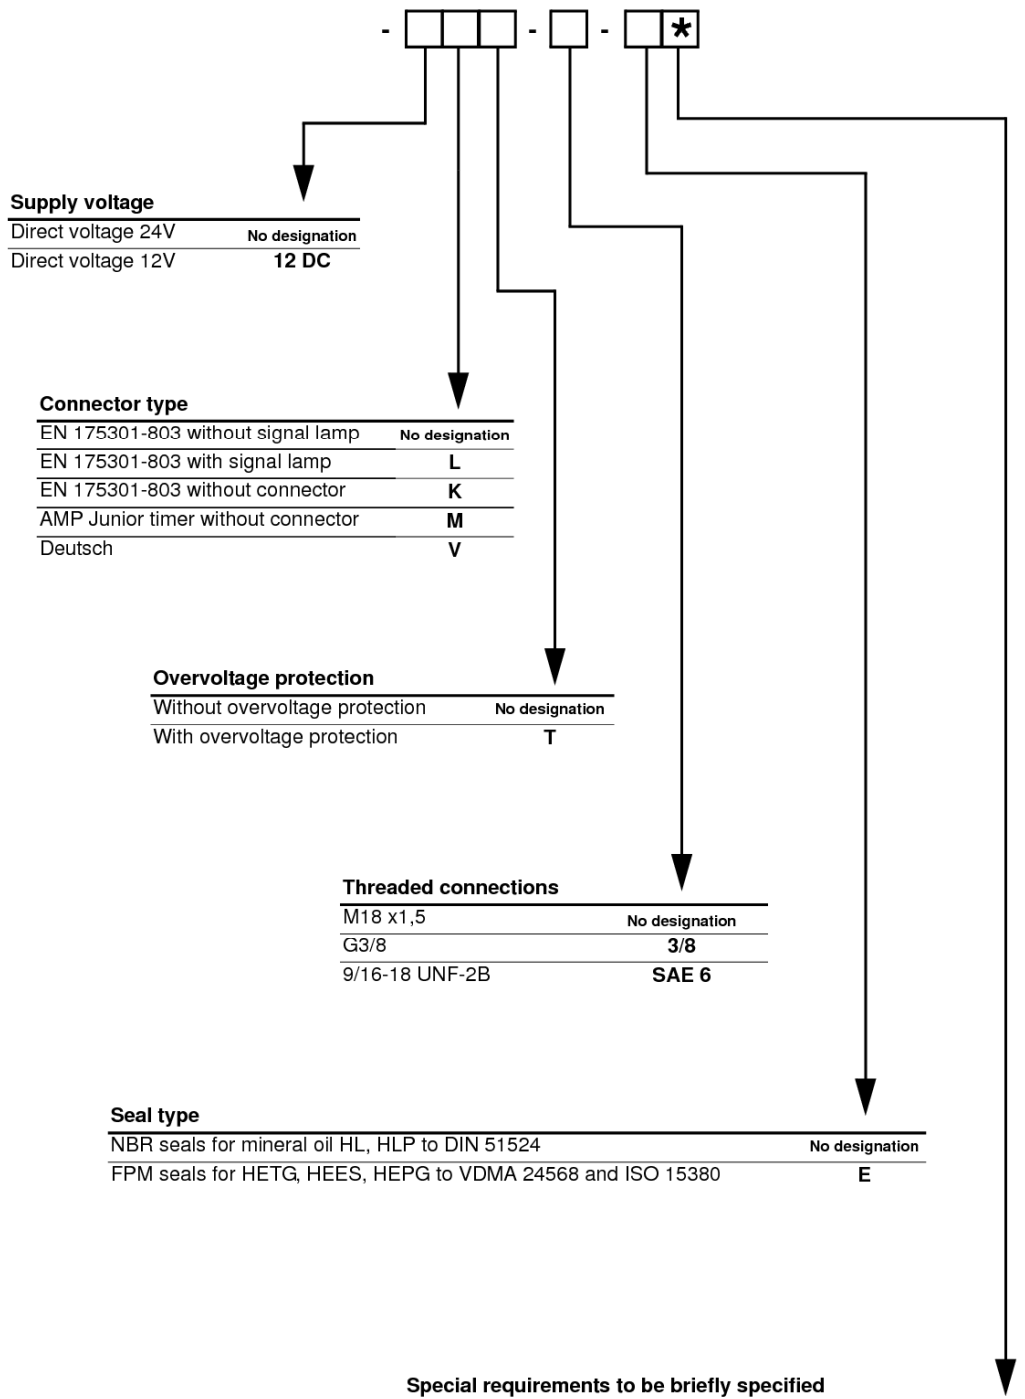 - - - *
Supply voltage
Direct voltage 24V No designation
Direct voltage 12V 12 DC
Connector type
EN 175301-803 without signal lamp No designation
EN 175301-803 with signal lamp L
EN 175301-803 without connector K
AMP Junior timer without connector M
Deutsch V
Overvoltage protection
Without overvoltage protection No designation
With overvoltage protection T
Threaded connections
M18 x1,5 No designation
G3/8 3/8
9/16-18 UNF-2B SAE 6
Seal type
NBR seals for mineral oil HL, HLP to DIN 51524 No designation
FPM seals for HETG, HEES, HEPG to VDMA 24568 and ISO 15380 E
Special requirements to be briefly specified